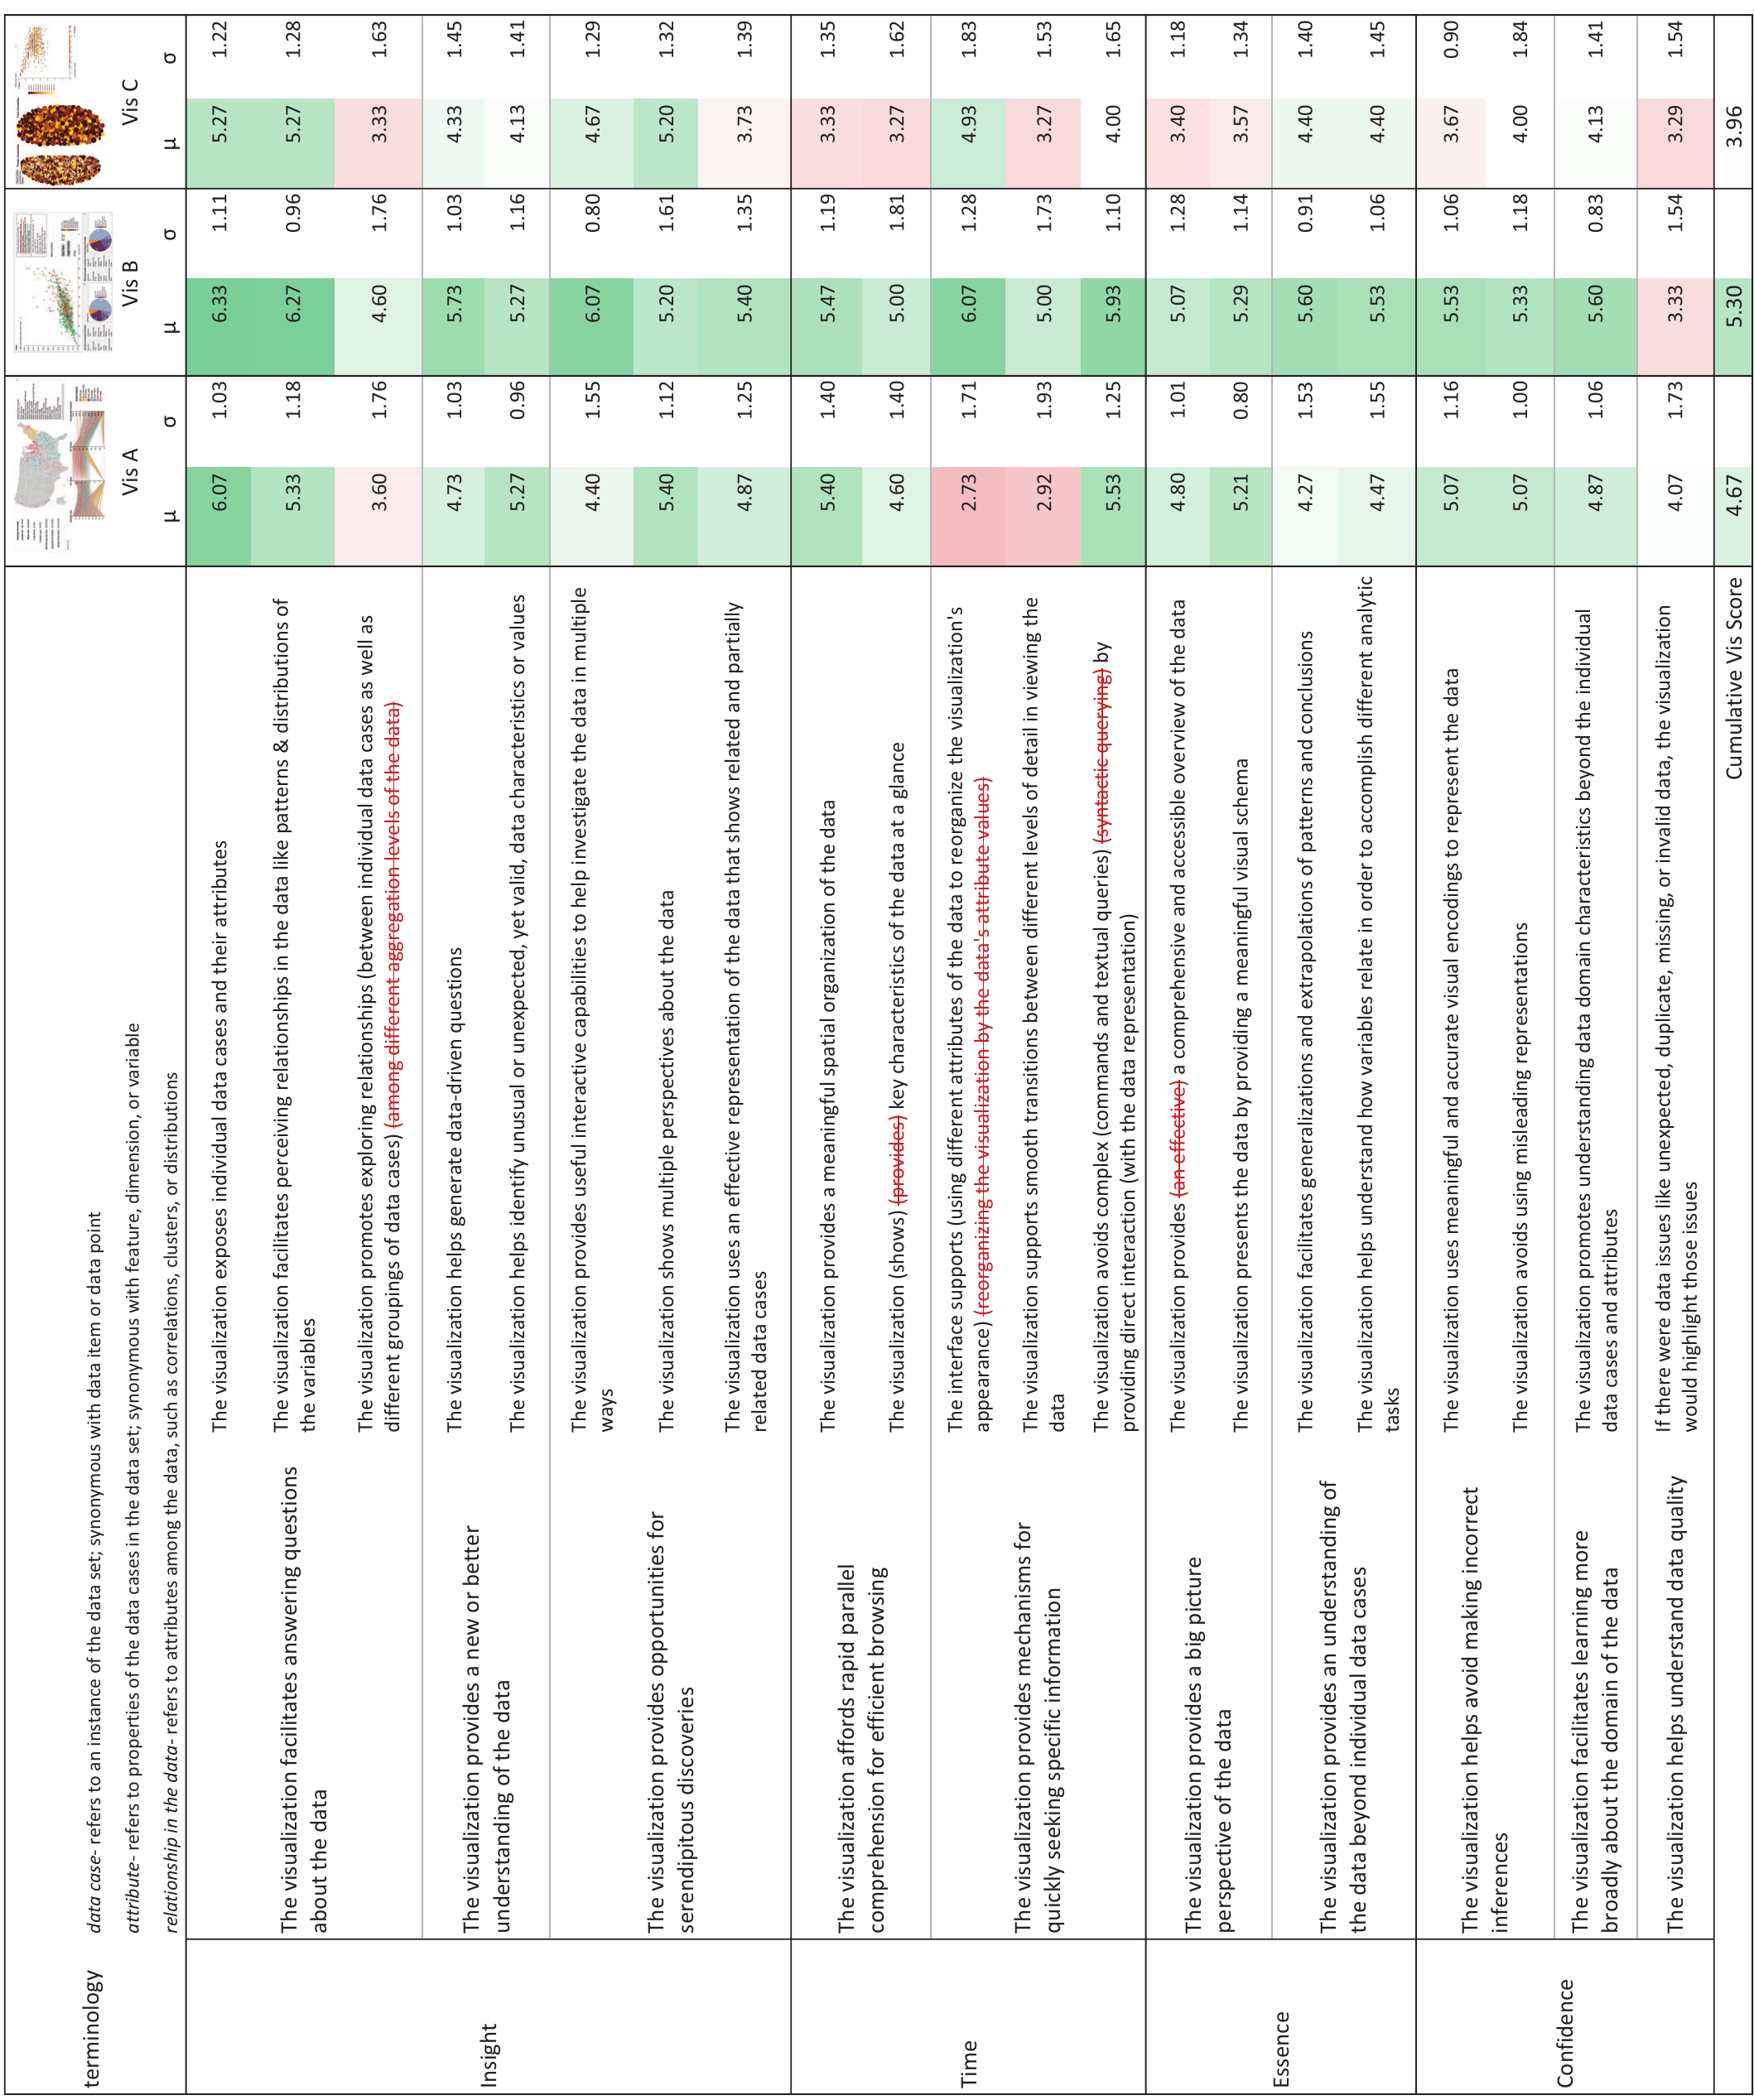 terminology
data case- refers to an instance of the data set; synonymous with data item or data point
attribute- refers to properties of the data cases in the data set; synonymous with feature, dimension, or variable
relationship in the data- refers to attributes among the data, such as correlations, clusters, or distributions
Vis A
Vis B
Vis C
μ σ μ σ μ σ
Insight
The visualization facilitates answering questions
about the data
The visualization exposes individual data cases and their attributes
6.07 1.03 6.33 1.11 5.27 1.22
The visualization facilitates perceiving relationships in the data like patterns & distributions of
the variables
5.33 1.18 6.27 0.96 5.27 1.28
The visualization promotes exploring relationships (between individual data cases as well as
different groupings of data cases) (among different aggregation levels of the data)
3.60 1.76 4.60 1.76 3.33 1.63
The visualization provides a new or better
understanding of the data
The visualization helps generate data-driven questions
4.73 1.03 5.73 1.03 4.33 1.45
The visualization helps identify unusual or unexpected, yet valid, data characteristics or values
5.27 0.96 5.27 1.16 4.13 1.41
The visualization provides opportunities for
serendipitous discoveries
The visualization provides useful interactive capabilities to help investigate the data in multiple
ways
4.40 1.55 6.07 0.80 4.67 1.29
The visualization shows multiple perspectives about the data
5.40 1.12 5.20 1.61 5.20 1.32
The visualization uses an effective representation of the data that shows related and partially
related data cases
4.87 1.25 5.40 1.35 3.73 1.39
Time
The visualization affords rapid parallel
comprehension for efficient browsing
The visualization provides a meaningful spatial organization of the data
5.40 1.40 5.47 1.19 3.33 1.35
The visualization (shows) (provides) key characteristics of the data at a glance
4.60 1.40 5.00 1.81 3.27 1.62
The visualization provides mechanisms for
quickly seeking specific information
The interface supports (using different attributes of the data to reorganize the visualization's
appearance) (reorganizing the visualization by the data's attribute values)
2.73 1.71 6.07 1.28 4.93 1.83
The visualization supports smooth transitions between different levels of detail in viewing the
data
2.92 1.93 5.00 1.73 3.27 1.53
The visualization avoids complex (commands and textual queries) (syntactic querying) by
providing direct interaction (with the data representation)
5.53 1.25 5.93 1.10 4.00 1.65
Essence
The visualization provides a big picture
perspective of the data
The visualization provides (an effective) a comprehensive and accessible overview of the data
4.80 1.01 5.07 1.28 3.40 1.18
The visualization presents the data by providing a meaningful visual schema
5.21 0.80 5.29 1.14 3.57 1.34
The visualization provides an understanding of
the data beyond individual data cases
The visualization facilitates generalizations and extrapolations of patterns and conclusions
4.27 1.53 5.60 0.91 4.40 1.40
The visualization helps understand how variables relate in order to accomplish different analytic
tasks
4.47 1.55 5.53 1.06 4.40 1.45
Confidence
The visualization helps avoid making incorrect
inferences
The visualization uses meaningful and accurate visual encodings to represent the data
5.07 1.16 5.53 1.06 3.67 0.90
The visualization avoids using misleading representations
5.07 1.00 5.33 1.18 4.00 1.84
The visualization facilitates learning more
broadly about the domain of the data
The visualization promotes understanding data domain characteristics beyond the individual
data cases and attributes
4.87 1.06 5.60 0.83 4.13 1.41
The visualization helps understand data quality
If there were data issues like unexpected, duplicate, missing, or invalid data, the visualization
would highlight those issues
4.07 1.73 3.33 1.54 3.29 1.54
Cumulative Vis Score
4.67 5.30 3.96